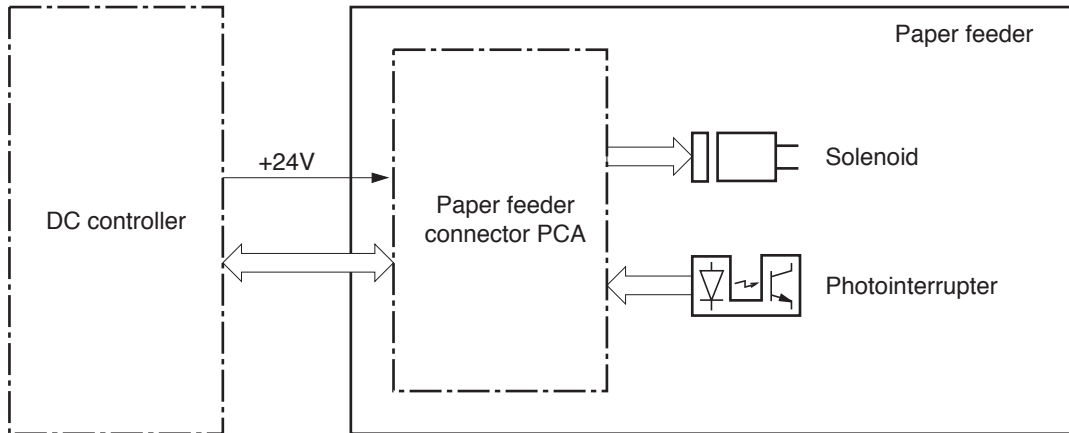 Paper feeder
DC controller
+24V
Paper feeder
connector PCA
Solenoid
Photointerrupter